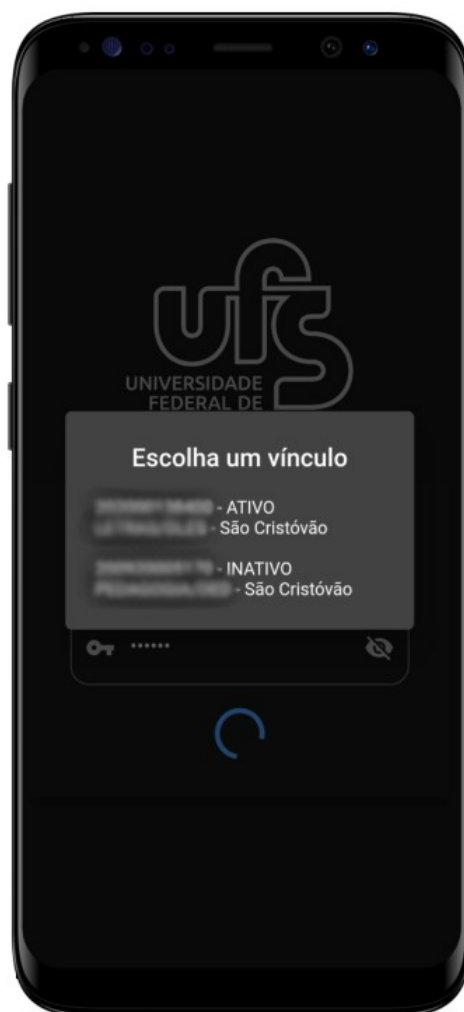 ufs
UNIVERSIDADE
FEDERAL DE
Escolha um vínculo
- ATIVO
- São Cristóvão
- INATIVO
- São Cristóvão
••••••